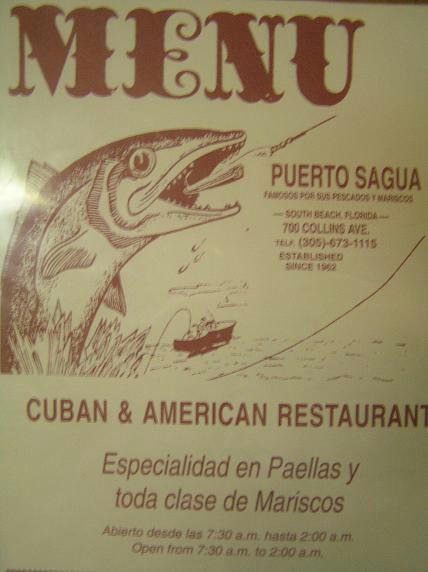 MENU
PUERTO SAGUA
FAMOSOS POR SUS PESCADOS Y MARISCOS
— SOUTH BEACH, FLORIDA —
700 COLLINS AVE.
TELF. (305)-673-1115
ESTABLISHED
SINCE 1962
CUBAN & AMERICAN RESTAURANT
Especialidad en Paellas y
toda clase de Mariscos
Abierto desde las 7:30 a.m. hasta 2:00 a.m.
Open from 7:30 a.m. to 2:00 a.m.